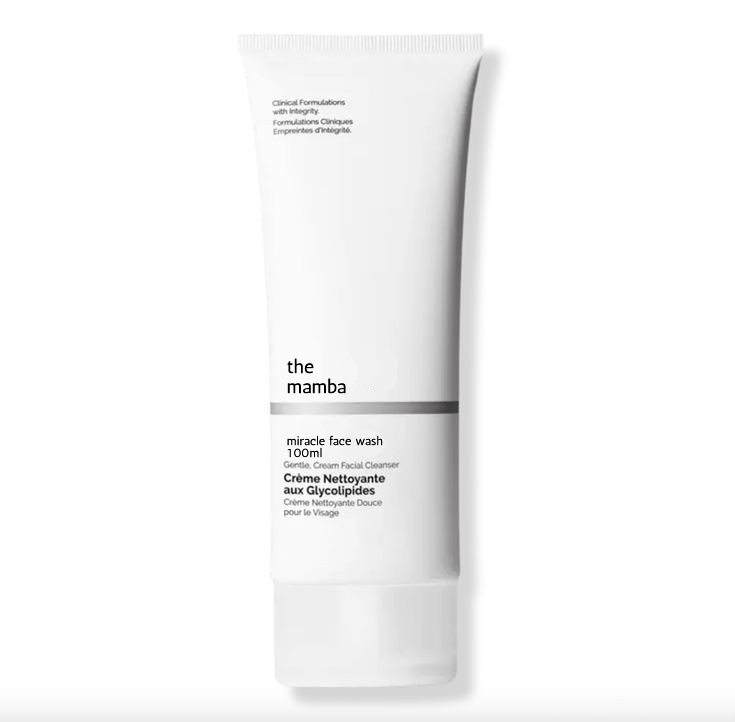 Clinical Formulations
with Integrity.
Formulations Cliniques
Empreintes d'Intégrité.
the
mamba
miracle face wash
100ml
Gentle, Cream Facial Cleanser
Crème Nettoyante
aux Glycolipides
Crème Nettoyante Douce
pour le Visage